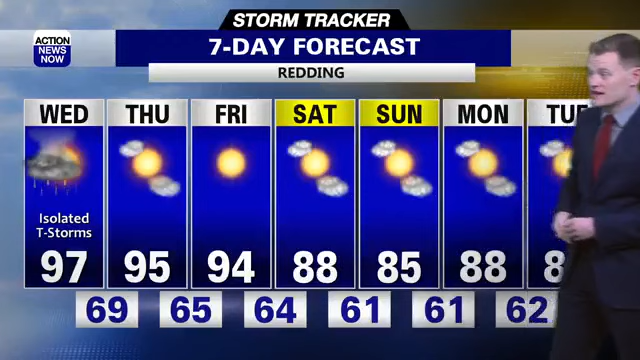 STORM TRACKER
ACTION
NEWS
NOW
7-DAY FORECAST
REDDING
WED THU FRI SAT SUN MON TUE
Isolated
T-Storms
97 95 94 88 85 88
69 65 64 61 61 62